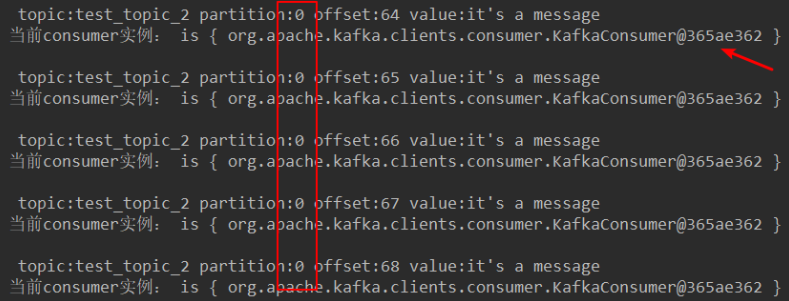 topic:test_topic_2 partition:0 offset:64 value:it's a message
当前consumer实例： is { org.apache.kafka.clients.consumer.KafkaConsumer@365ae362 }
topic:test_topic_2 partition:0 offset:65 value:it's a message
当前consumer实例： is { org.apache.kafka.clients.consumer.KafkaConsumer@365ae362 }
topic:test_topic_2 partition:0 offset:66 value:it's a message
当前consumer实例： is { org.apache.kafka.clients.consumer.KafkaConsumer@365ae362 }
topic:test_topic_2 partition:0 offset:67 value:it's a message
当前consumer实例： is { org.apache.kafka.clients.consumer.KafkaConsumer@365ae362 }
topic:test_topic_2 partition:0 offset:68 value:it's a message
当前consumer实例： is { org.apache.kafka.clients.consumer.KafkaConsumer@365ae362 }